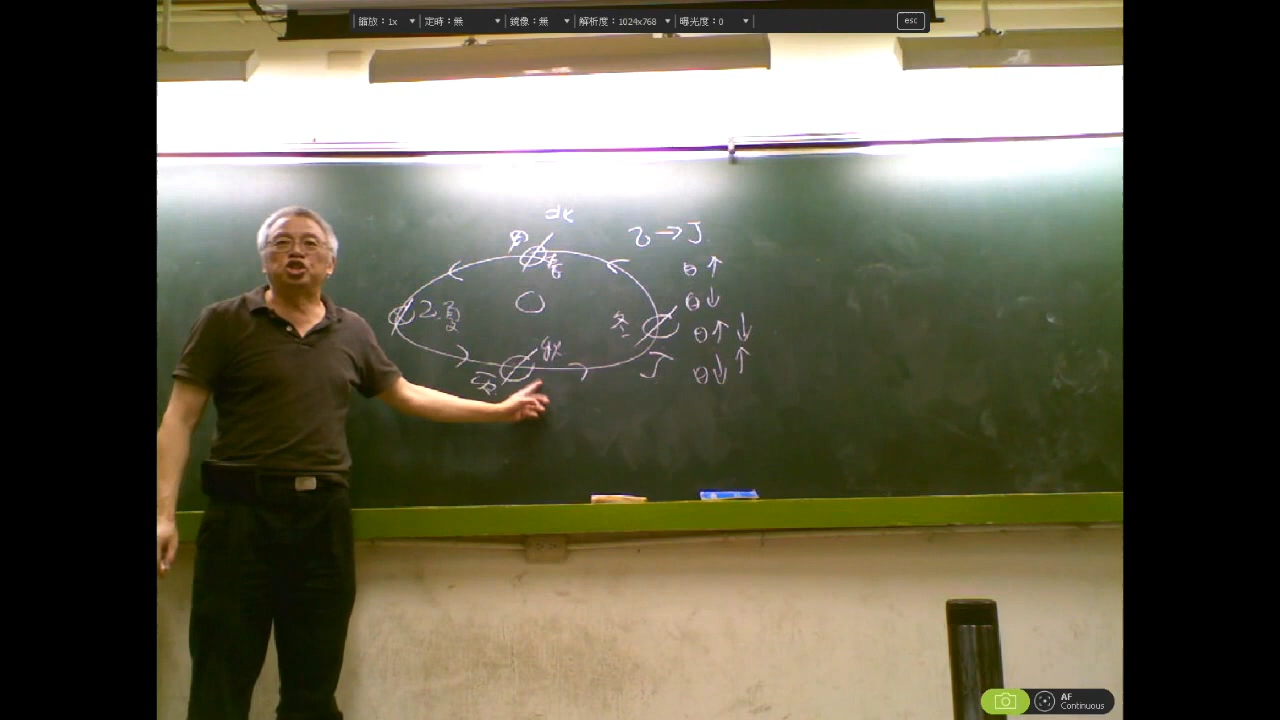 縮放：1x 定時：無 鏡像：無 解析度：1024x768 曝光度：0 esc
北
甲 春
乙→丁
日↑
乙 夏
日↓
冬
日↑↓
秋
丙
丁
日↓↑
AF
Continuous